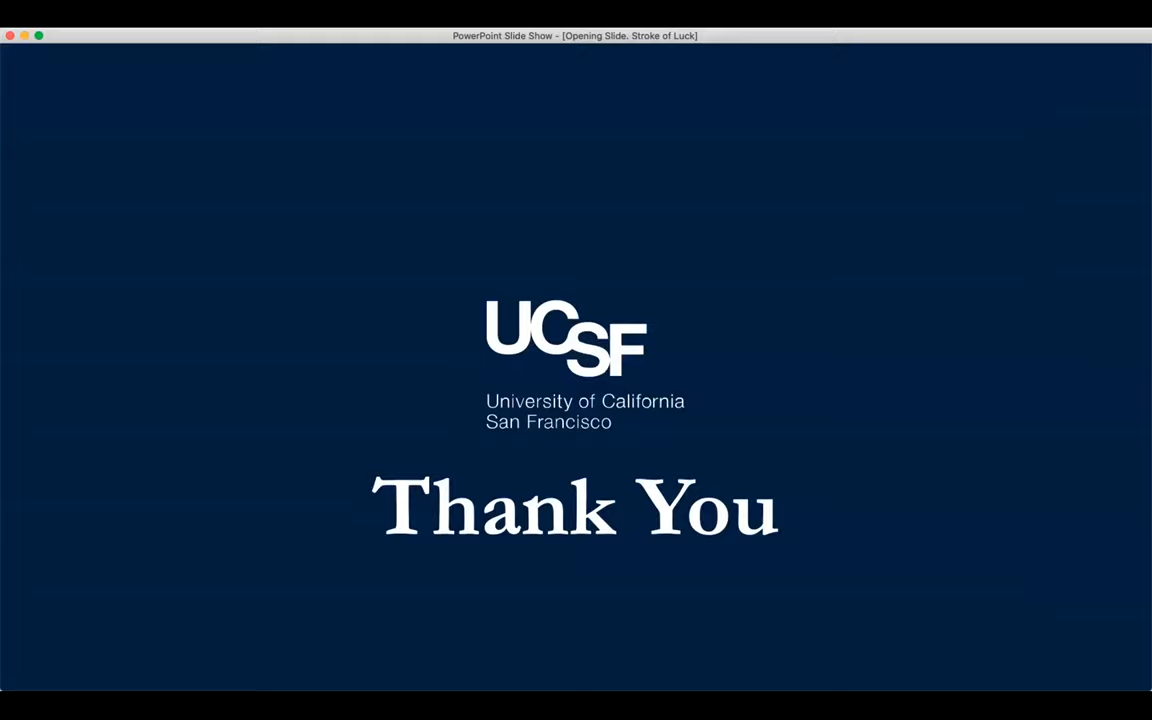 PowerPoint Slide Show - [Opening Slide. Stroke of Luck]
UCSF
University of California
San Francisco
Thank You